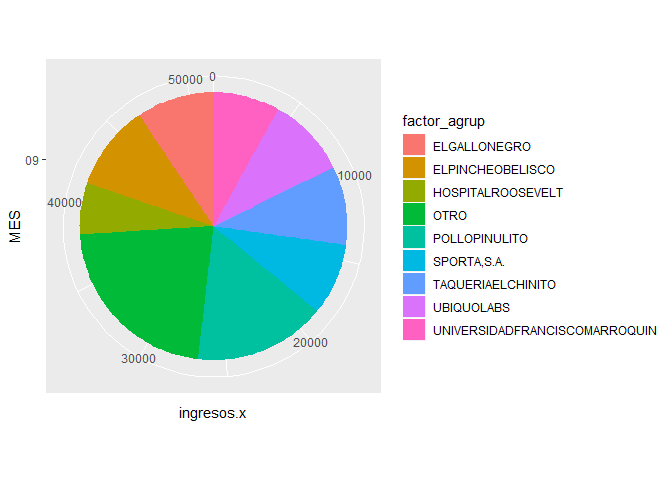 50000
0
10000
20000
30000
40000
09
MES
ingresos.x
factor_agrup
ELGALLONEGRO
ELPINCHEOBELISCO
HOSPITALROOSEVELT
OTRO
POLLOPINULITO
SPORTA,S.A.
TAQUERIAELCHINITO
UBIQUOLABS
UNIVERSIDADFRANCISCOMARROQUIN